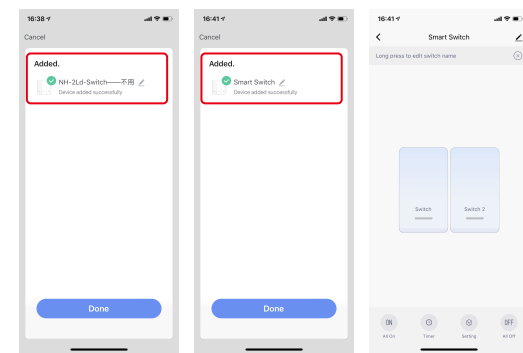 16:38
Cancel
Added.
NH-2Ld-Switch——不用
Device added successfully
Done
16:41
Cancel
Added.
Smart Switch
Device added successfully
Done
16:41
Smart Switch
Long press to edit switch name
Switch
Switch 2
ON
OFF
All On
Timer
Setting
All Off